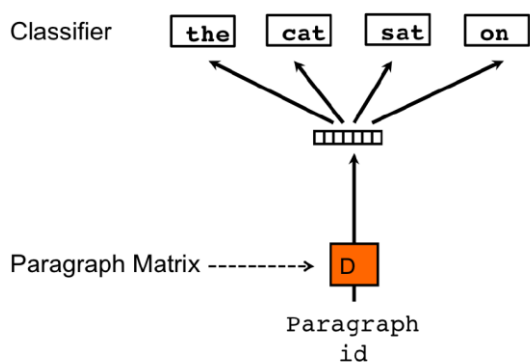 Classifier the cat sat on
Paragraph Matrix D
Paragraph
id